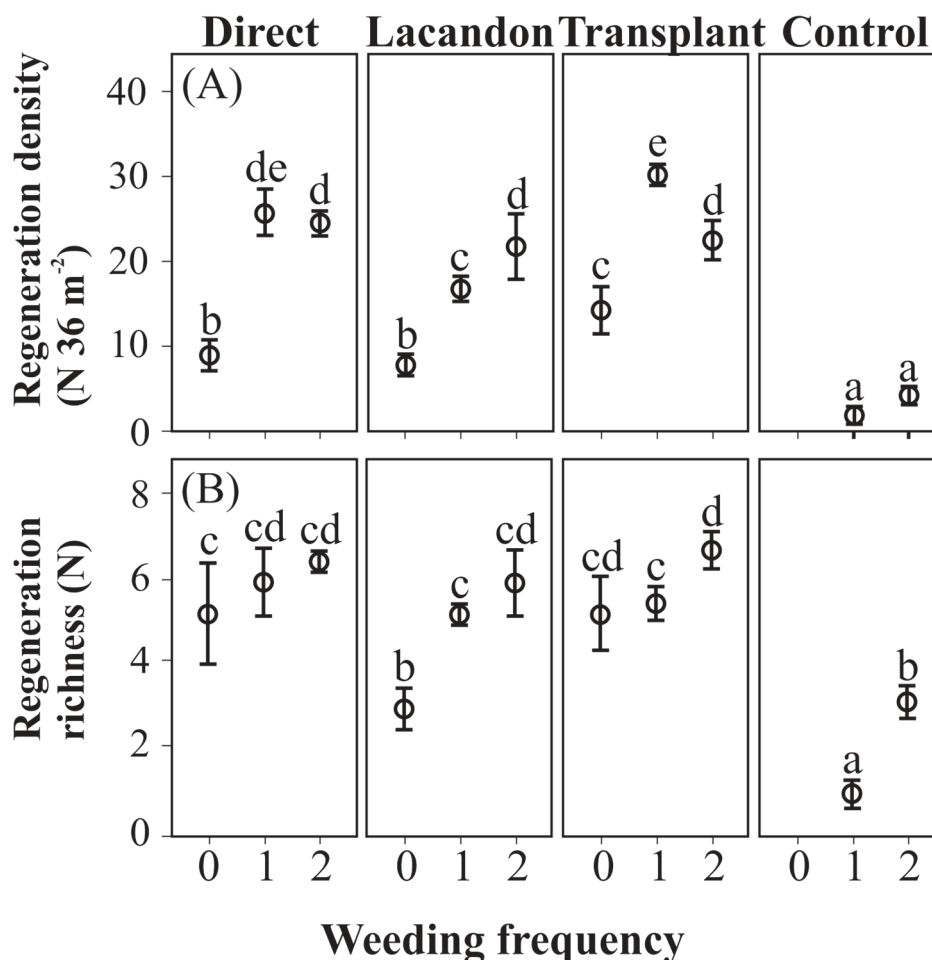 Direct Lacandon Transplant Control
Regeneration density
(N 36 m⁻²)
(A)
40
30
20
10
0
b
de
d
b
c
d
c
e
d
a
a
Regeneration
richness (N)
(B)
8
6
4
2
0
c
cd
cd
b
c
cd
cd
c
d
a
b
0 1 2 0 1 2 0 1 2 0 1 2
Weeding frequency